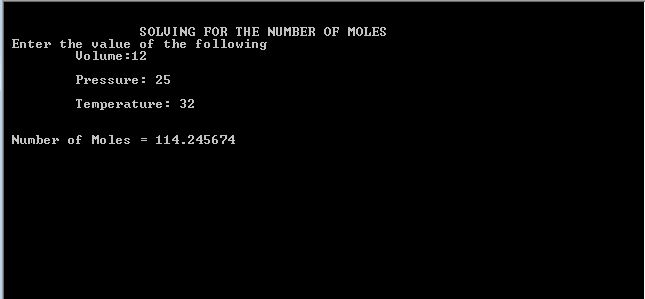 SOLVING FOR THE NUMBER OF MOLES
Enter the value of the following
Volume:12
Pressure: 25
Temperature: 32
Number of Moles = 114.245674